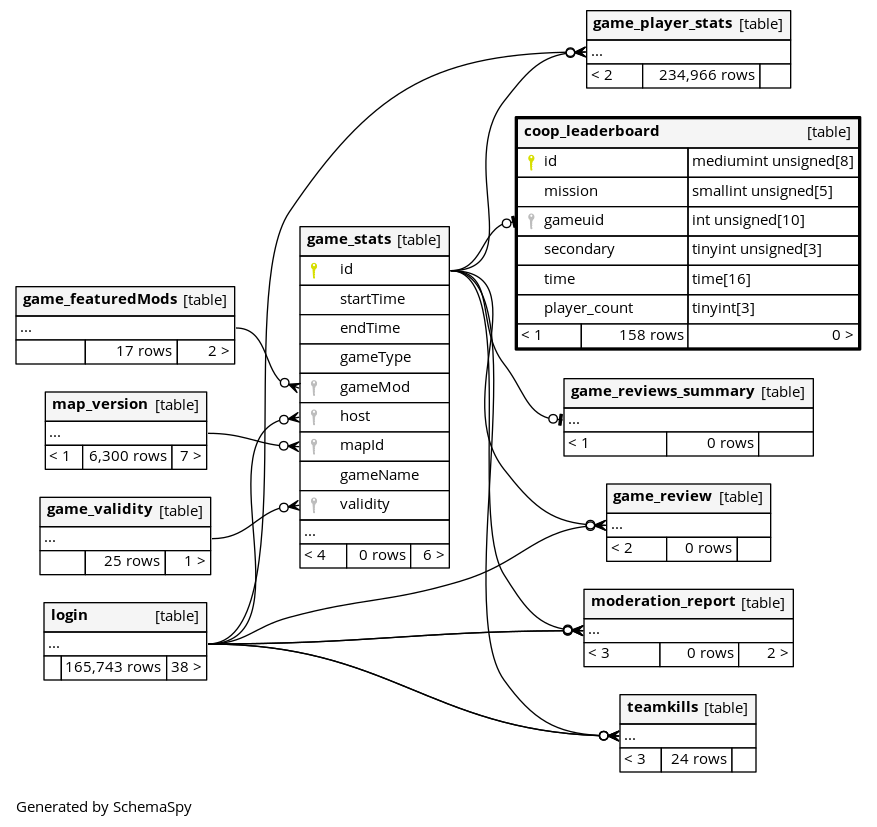 game_player_stats [table]
...
< 2 234,966 rows
coop_leaderboard [table]
id mediumint unsigned[8]
mission smallint unsigned[5]
gameuid int unsigned[10]
secondary tinyint unsigned[3]
time time[16]
player_count tinyint[3]
< 1 158 rows 0 >
game_stats [table]
id
startTime
endTime
gameType
gameMod
host
mapId
gameName
validity
...
< 4 0 rows 6 >
game_featuredMods [table]
...
17 rows 2 >
map_version [table]
...
< 1 6,300 rows 7 >
game_validity [table]
...
25 rows 1 >
login [table]
...
165,743 rows 38 >
game_reviews_summary [table]
...
< 1 0 rows
game_review [table]
...
< 2 0 rows
moderation_report [table]
...
< 3 0 rows 2 >
teamkills [table]
...
< 3 24 rows
Generated by SchemaSpy